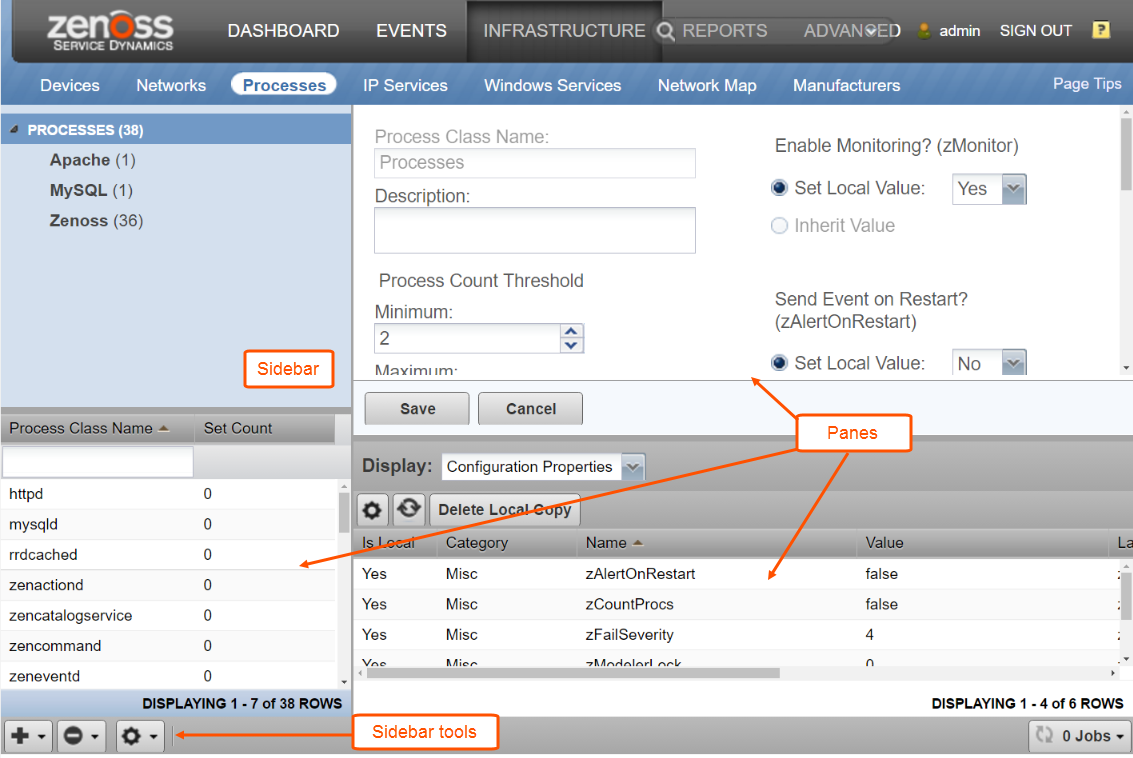 zenoss
SERVICE DYNAMICS
DASHBOARD EVENTS INFRASTRUCTURE REPORTS ADVANCED admin SIGN OUT ?
Devices Networks Processes IP Services Windows Services Network Map Manufacturers Page Tips
PROCESSES (38)
Apache (1)
MySQL (1)
Zenoss (36)
Sidebar
Process Class Name:
Processes
Description:
Process Count Threshold
Minimum:
2
Maximum:
Enable Monitoring? (zMonitor)
Set Local Value: Yes
Inherit Value
Send Event on Restart?
(zAlertOnRestart)
Set Local Value: No
Save Cancel
Panes
Process Class Name Set Count
httpd 0
mysqld 0
rrdcached 0
zenactiond 0
zencatalogservice 0
zencommand 0
zeneventd 0
DISPLAYING 1 - 7 of 38 ROWS
Display: Configuration Properties
Delete Local Copy
Is Local Category Name Value La
Yes Misc zAlertOnRestart false
Yes Misc zCountProcs false
Yes Misc zFailSeverity 4
Yes Misc zModelerLock 0
DISPLAYING 1 - 4 of 6 ROWS
Sidebar tools
0 Jobs